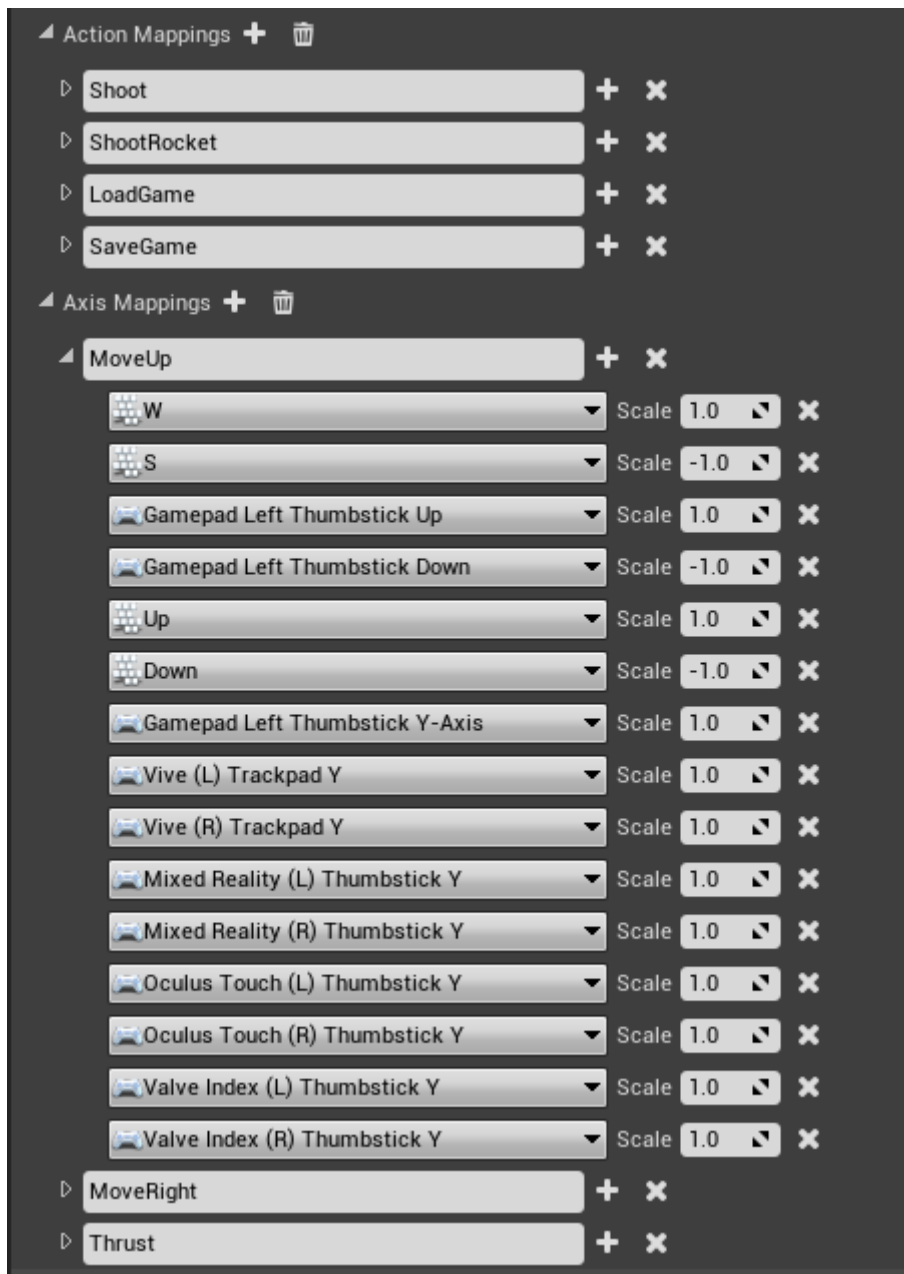 Action Mappings
Shoot
ShootRocket
LoadGame
SaveGame
Axis Mappings
MoveUp
W Scale 1.0
S Scale -1.0
Gamepad Left Thumbstick Up Scale 1.0
Gamepad Left Thumbstick Down Scale -1.0
Up Scale 1.0
Down Scale -1.0
Gamepad Left Thumbstick Y-Axis Scale 1.0
Vive (L) Trackpad Y Scale 1.0
Vive (R) Trackpad Y Scale 1.0
Mixed Reality (L) Thumbstick Y Scale 1.0
Mixed Reality (R) Thumbstick Y Scale 1.0
Oculus Touch (L) Thumbstick Y Scale 1.0
Oculus Touch (R) Thumbstick Y Scale 1.0
Valve Index (L) Thumbstick Y Scale 1.0
Valve Index (R) Thumbstick Y Scale 1.0
MoveRight
Thrust